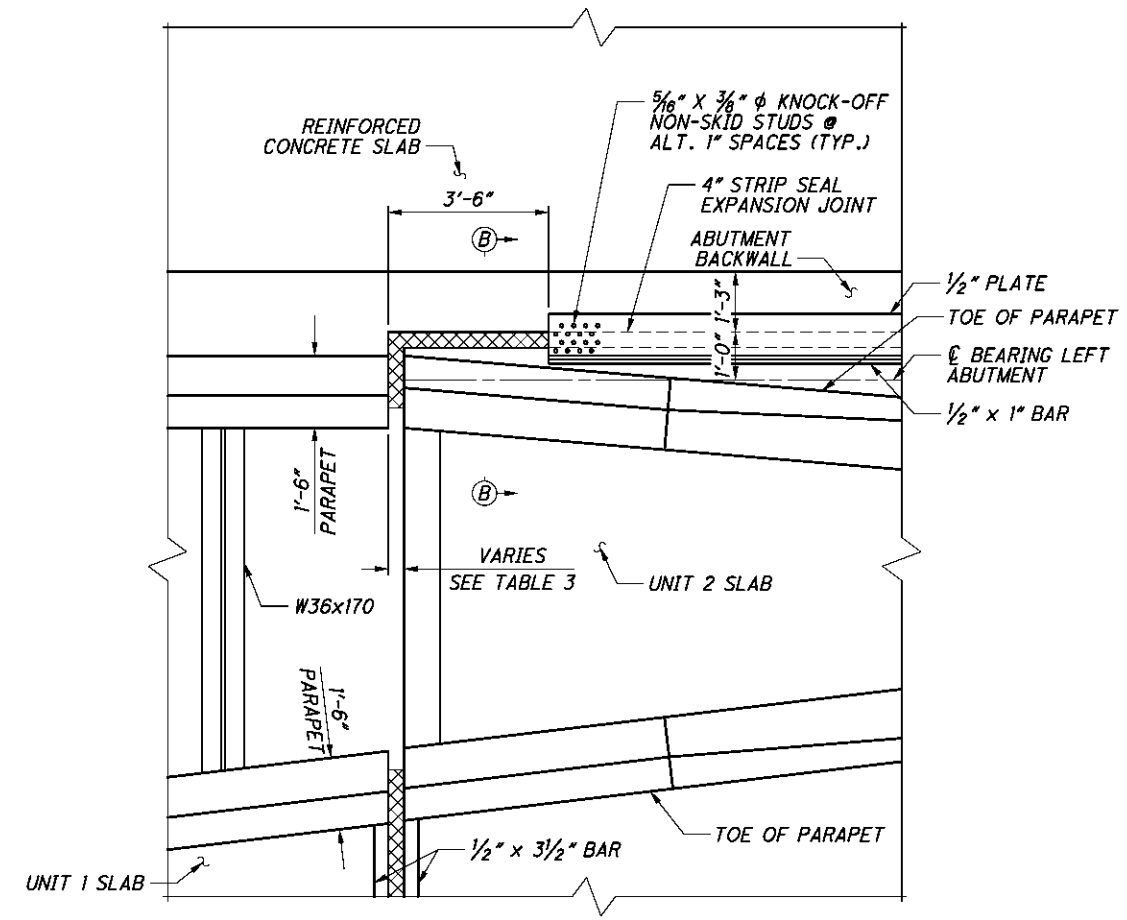 5/16" X 3/8" φ KNOCK-OFF
NON-SKID STUDS @
ALT. 1" SPACES (TYP.)
REINFORCED
CONCRETE SLAB
3'-6"
4" STRIP SEAL
EXPANSION JOINT
B
ABUTMENT
BACKWALL
1'-3"
1/2" PLATE
TOE OF PARAPET
1'-0"
℄ BEARING LEFT
ABUTMENT
1/2" x 1" BAR
1'-6"
PARAPET
B
VARIES
SEE TABLE 3
UNIT 2 SLAB
W36x170
1'-6"
PARAPET
TOE OF PARAPET
1/2" x 3 1/2" BAR
UNIT 1 SLAB